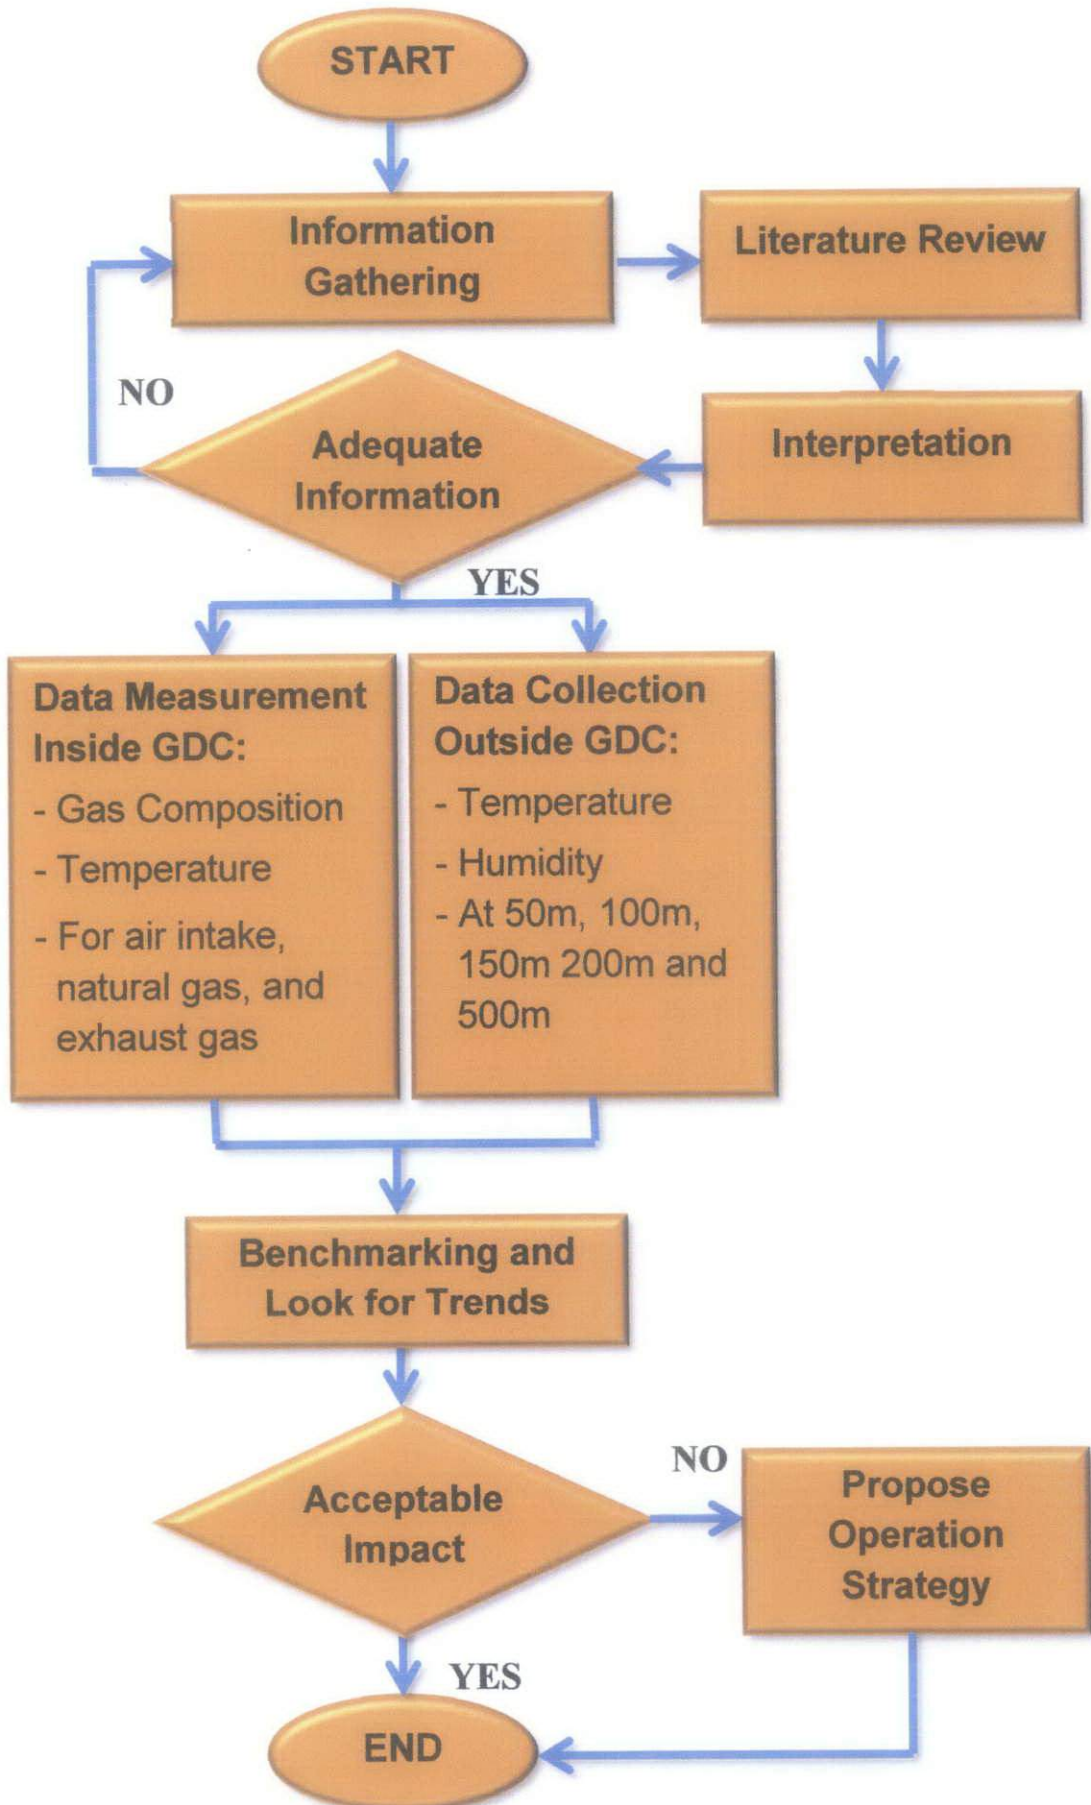 START
Information
Gathering
Literature Review
NO
Adequate
Information
Interpretation
YES
Data Measurement
Inside GDC:
- Gas Composition
- Temperature
- For air intake,
natural gas, and
exhaust gas
Data Collection
Outside GDC:
- Temperature
- Humidity
- At 50m, 100m,
150m 200m and
500m
Benchmarking and
Look for Trends
Acceptable
Impact
NO
Propose
Operation
Strategy
YES
END